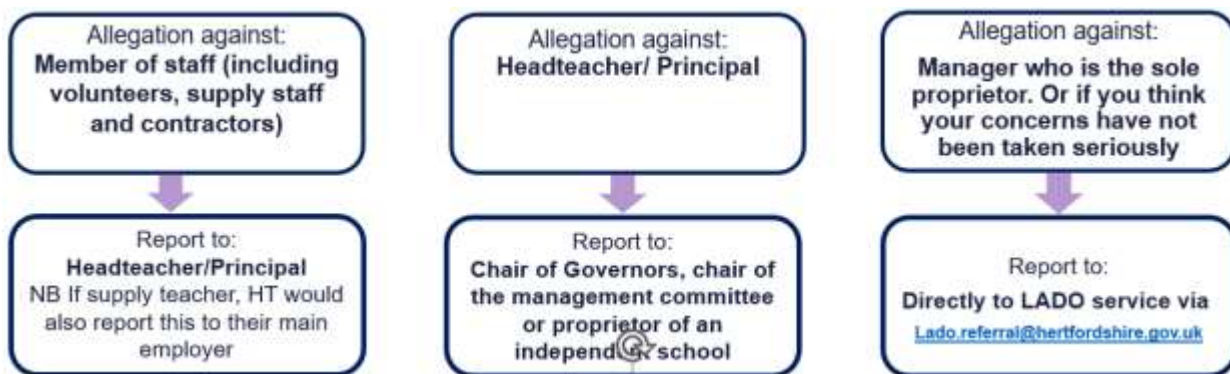 Allegation against:
Member of staff (including
volunteers, supply staff
and contractors)
Report to:
Headteacher/Principal
NB If supply teacher, HT would
also report this to their main
employer
Allegation against:
Headteacher/ Principal
Report to:
Chair of Governors, chair of
the management committee
or proprietor of an
school
Allegation against:
Manager who is the sole
proprietor. Or if you think
your concerns have not
been taken seriously
Report to:
Directly to LADO service via
Lado.referral@hertfordshire.gov.uk